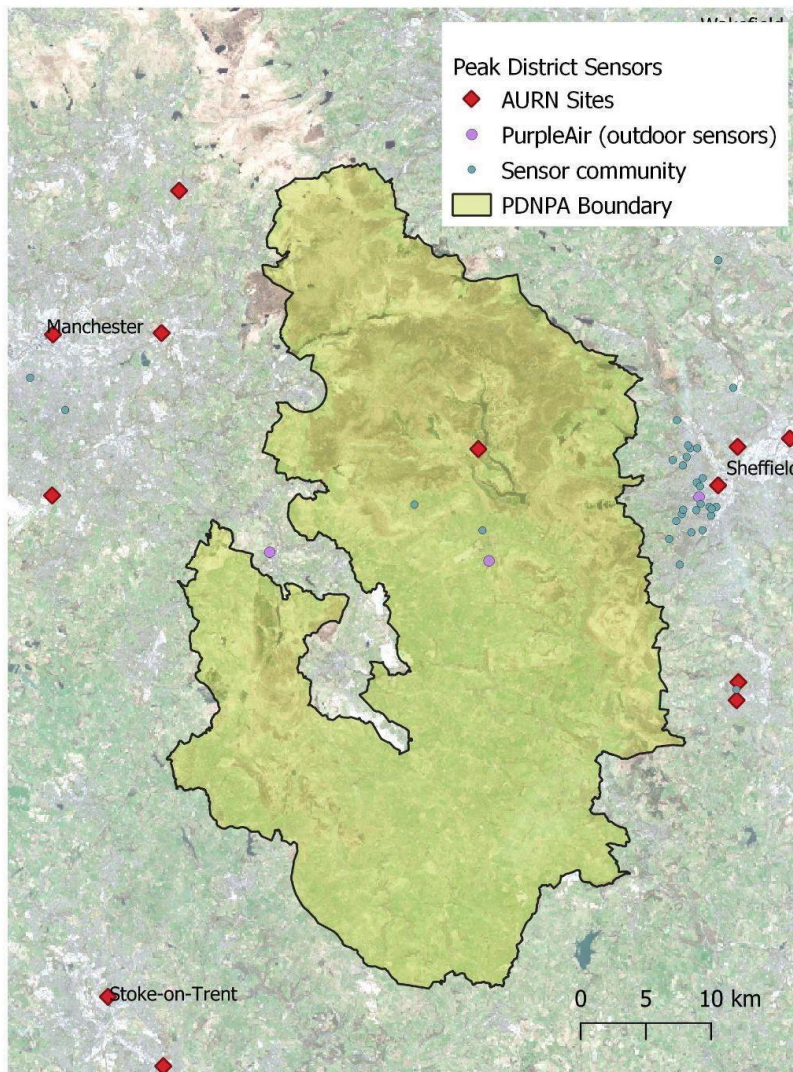 Peak District Sensors
AURN Sites
PurpleAir (outdoor sensors)
Sensor community
PDNPA Boundary
Manchester
Sheffield
Stoke-on-Trent
0 5 10 km